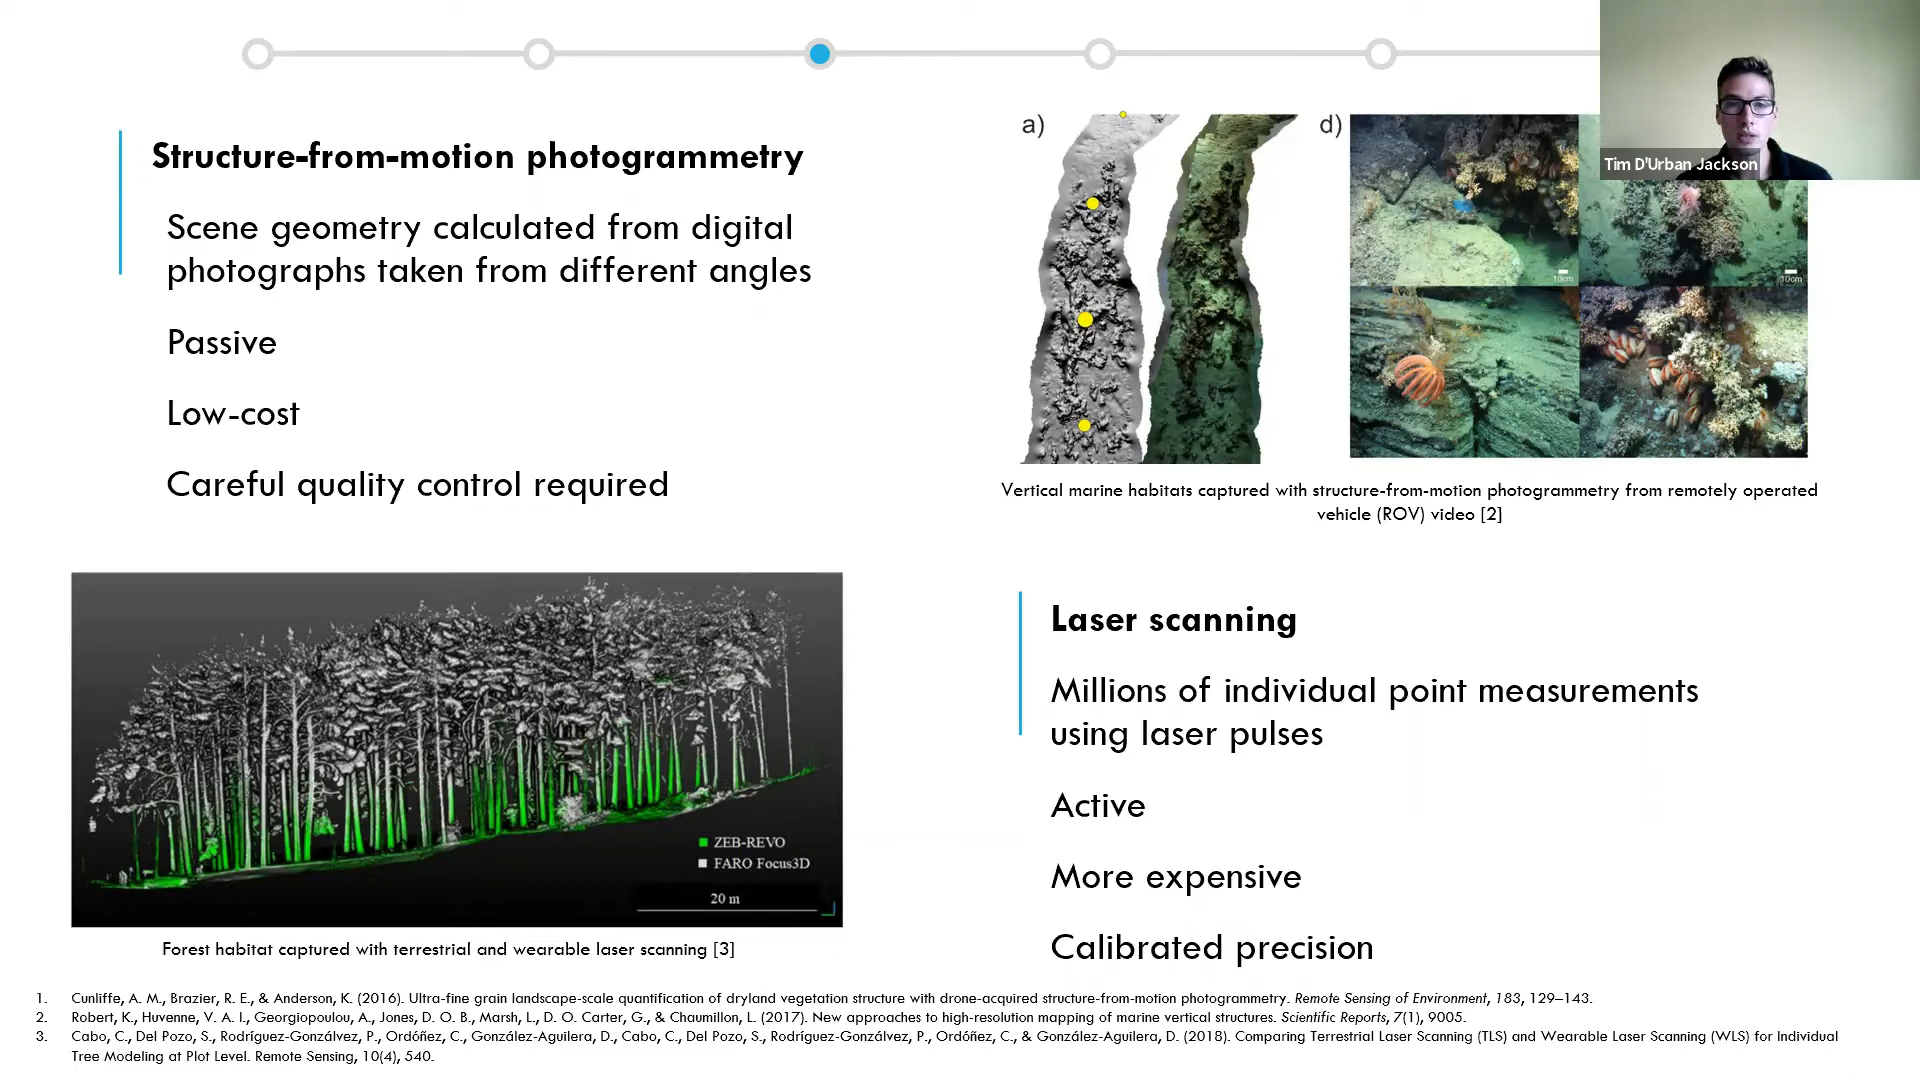 Structure-from-motion photogrammetry
Scene geometry calculated from digital
photographs taken from different angles
Passive
Low-cost
Careful quality control required
a)
d)
10cm
10cm
Tim D'Urban Jackson
Vertical marine habitats captured with structure-from-motion photogrammetry from remotely operated
vehicle (ROV) video [2]
ZEB-REVO
FARO Focus3D
20 m
Forest habitat captured with terrestrial and wearable laser scanning [3]
Laser scanning
Millions of individual point measurements
using laser pulses
Active
More expensive
Calibrated precision
1. Cunliffe, A. M., Brazier, R. E., & Anderson, K. (2016). Ultra-fine grain landscape-scale quantification of dryland vegetation structure with drone-acquired structure-from-motion photogrammetry. Remote Sensing of Environment, 183, 129–143.
2. Robert, K., Huvenne, V. A. I., Georgiopoulou, A., Jones, D. O. B., Marsh, L., D. O. Carter, G., & Chaumillon, L. (2017). New approaches to high-resolution mapping of marine vertical structures. Scientific Reports, 7(1), 9005.
3. Cabo, C., Del Pozo, S., Rodríguez-Gonzálvez, P., Ordóñez, C., González-Aguilera, D., Cabo, C., Del Pozo, S., Rodríguez-Gonzálvez, P., Ordóñez, C., & González-Aguilera, D. (2018). Comparing Terrestrial Laser Scanning (TLS) and Wearable Laser Scanning (WLS) for Individual
Tree Modeling at Plot Level. Remote Sensing, 10(4), 540.